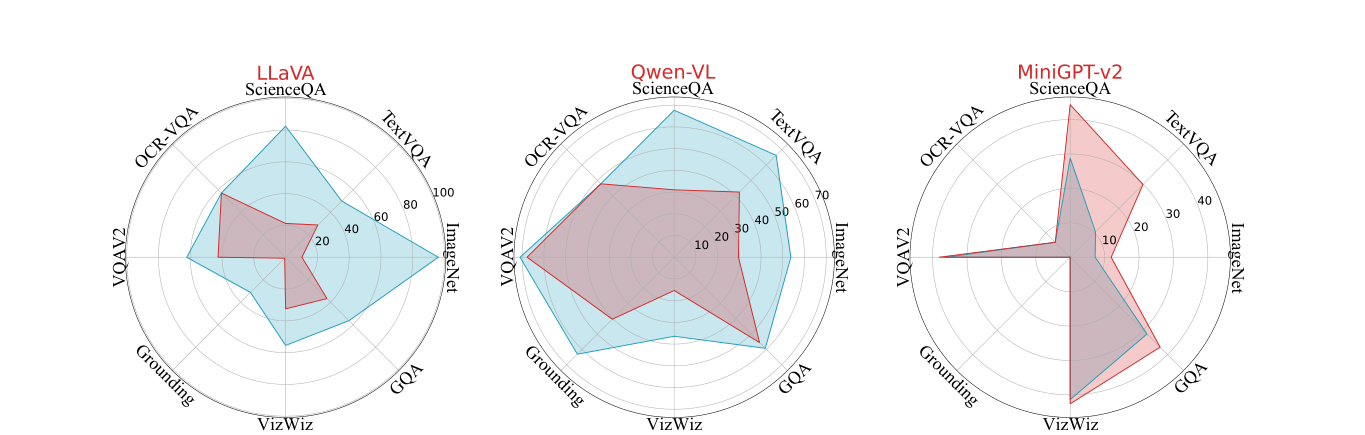 LLaVA
ScienceQA
TextVQA
ImageNet
GQA
VizWiz
Grounding
VQAV2
OCR-VQA
20
40
60
80
100
Qwen-VL
ScienceQA
TextVQA
ImageNet
GQA
VizWiz
Grounding
VQAV2
OCR-VQA
10
20
30
40
50
60
70
MiniGPT-v2
ScienceQA
TextVQA
ImageNet
GQA
VizWiz
Grounding
VQAV2
OCR-VQA
10
20
30
40